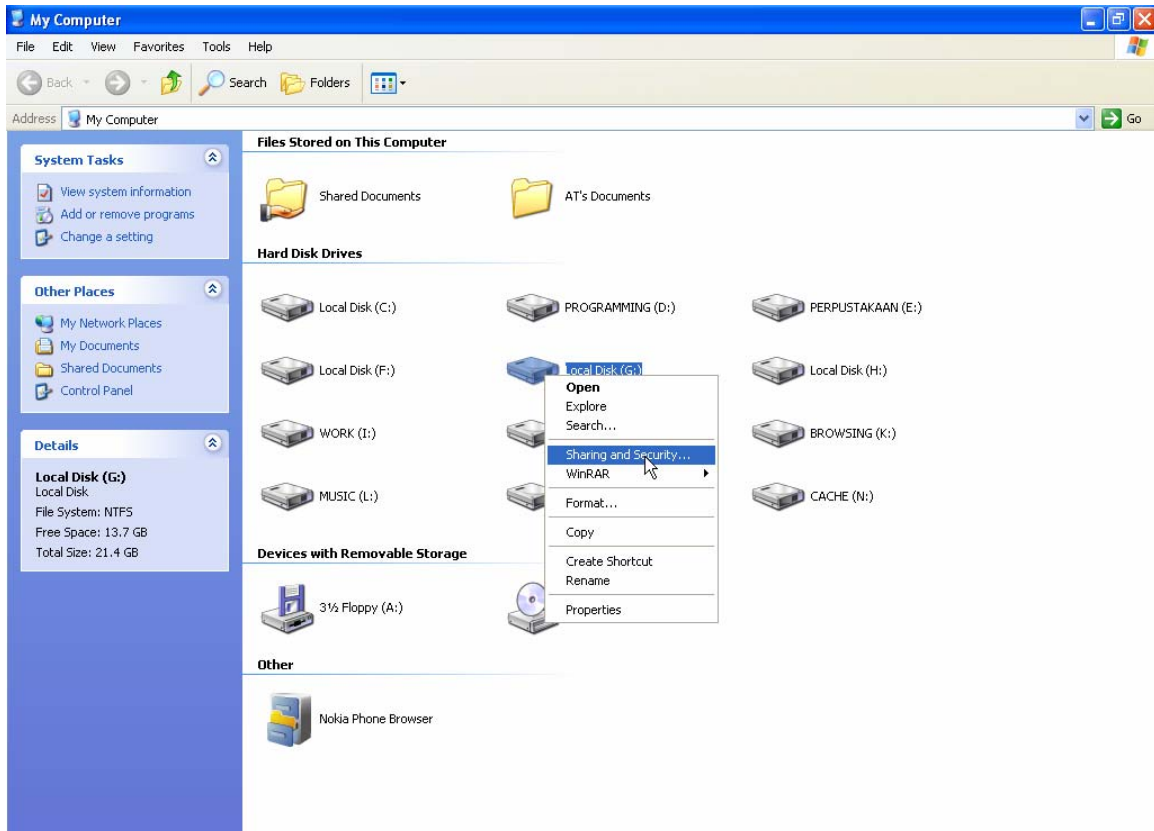 My Computer
File Edit View Favorites Tools Help
Back Search Folders
Address My Computer Go
System Tasks
View system information
Add or remove programs
Change a setting
Other Places
My Network Places
My Documents
Shared Documents
Control Panel
Details
Local Disk (G:)
Local Disk
File System: NTFS
Free Space: 13.7 GB
Total Size: 21.4 GB
Files Stored on This Computer
Shared Documents AT's Documents
Hard Disk Drives
Local Disk (C:) PROGRAMMING (D:) PERPUSTAKAAN (E:)
Local Disk (F:) Local Disk (G:) Local Disk (H:)
WORK (I:) BROWSING (K:)
MUSIC (L:) CACHE (N:)
Devices with Removable Storage
3½ Floppy (A:)
Other
Nokia Phone Browser
Open
Explore
Search...
Sharing and Security...
WinRAR
Format...
Copy
Create Shortcut
Rename
Properties